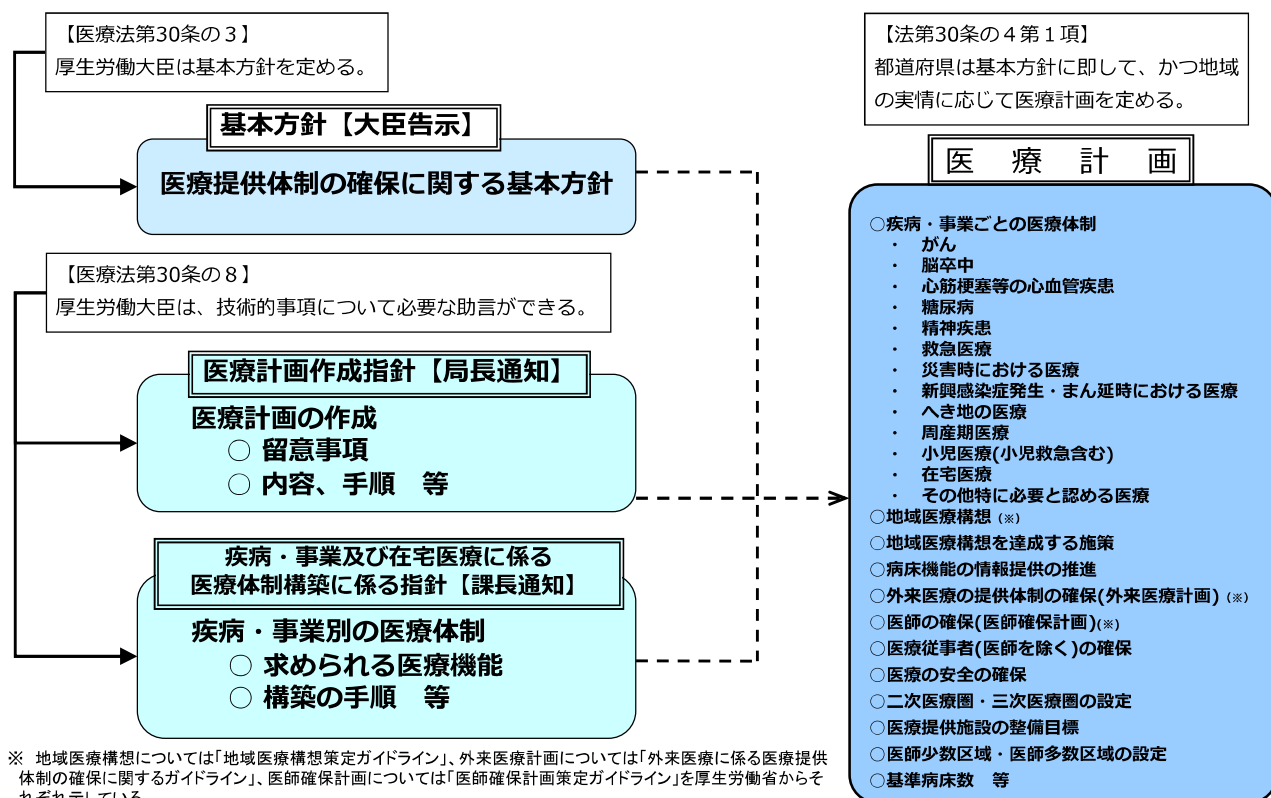 【医療法第30条の３】
厚生労働大臣は基本方針を定める。
基本方針【大臣告示】
医療提供体制の確保に関する基本方針
【医療法第30条の８】
厚生労働大臣は、技術的事項について必要な助言ができる。
医療計画作成指針【局長通知】
医療計画の作成
○ 留意事項
○ 内容、手順　等
疾病・事業及び在宅医療に係る
医療体制構築に係る指針【課長通知】
疾病・事業別の医療体制
○ 求められる医療機能
○ 構築の手順　等
【法第30条の４第１項】
都道府県は基本方針に即して、かつ地域
の実情に応じて医療計画を定める。
医　療　計　画
○疾病・事業ごとの医療体制
・　がん
・　脳卒中
・　心筋梗塞等の心血管疾患
・　糖尿病
・　精神疾患
・　救急医療
・　災害時における医療
・　新興感染症発生・まん延時における医療
・　へき地の医療
・　周産期医療
・　小児医療(小児救急含む)
・　在宅医療
・　その他特に必要と認める医療
○地域医療構想 (※)
○地域医療構想を達成する施策
○病床機能の情報提供の推進
○外来医療の提供体制の確保(外来医療計画) (※)
○医師の確保(医師確保計画)(※)
○医療従事者(医師を除く)の確保
○医療の安全の確保
○二次医療圏・三次医療圏の設定
○医療提供施設の整備目標
○医師少数区域・医師多数区域の設定
○基準病床数　等
※　地域医療構想については「地域医療構想策定ガイドライン」、外来医療計画については「外来医療に係る医療提供
体制の確保に関するガイドライン」、医師確保計画については「医師確保計画策定ガイドライン」を厚生労働省からそ
れぞれ示している